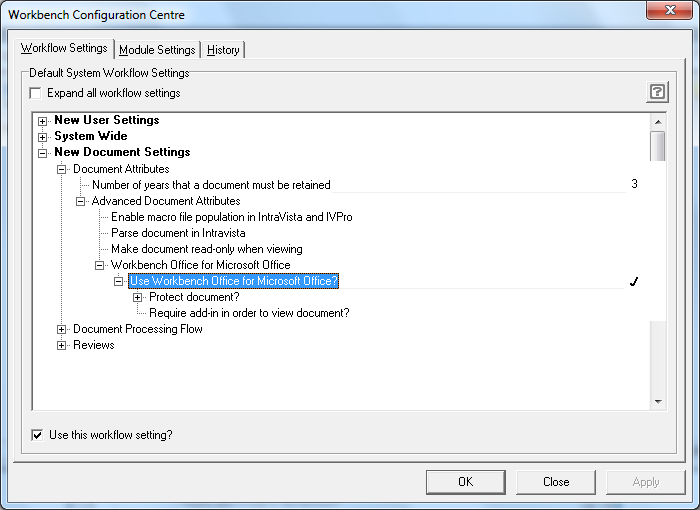 Workbench Configuration Centre
Workflow Settings Module Settings History
Default System Workflow Settings
Expand all workflow settings
?
New User Settings
System Wide
New Document Settings
Document Attributes
Number of years that a document must be retained 3
Advanced Document Attributes
Enable macro file population in IntraVista and IVPro
Parse document in Intravista
Make document read-only when viewing
Workbench Office for Microsoft Office
Use Workbench Office for Microsoft Office?
Protect document?
Require add-in in order to view document?
Document Processing Flow
Reviews
Use this workflow setting?
OK Close Apply